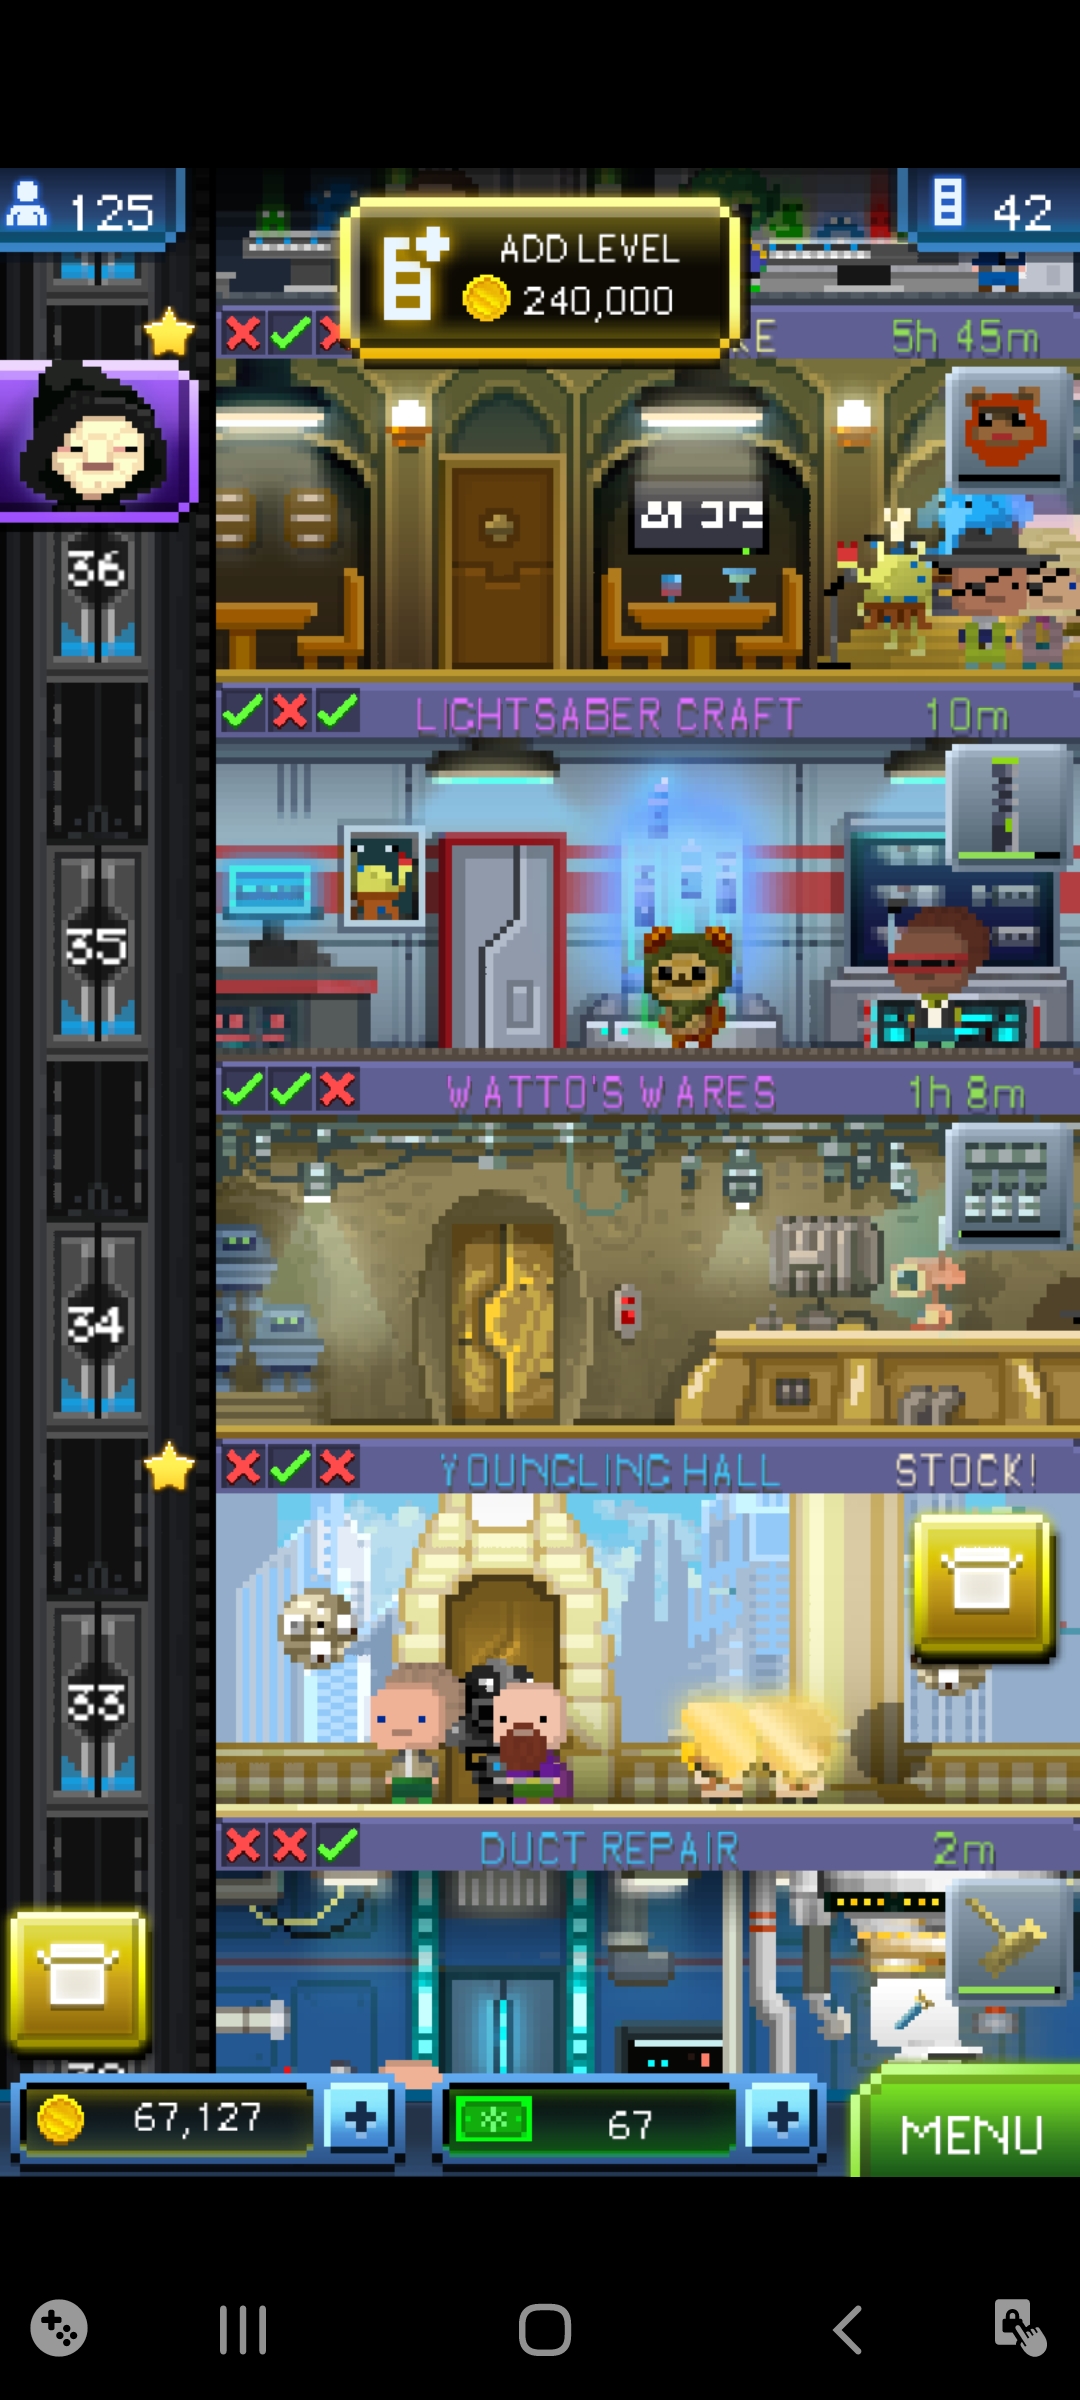 125
ADD LEVEL
240,000
42
KE
5h 45m
36
LIGHTSABER CRAFT
10m
35
WATTO'S WARES
1h 8m
34
YOUNGLING HALL
STOCK!
33
DUCT REPAIR
2m
67,127
+
67
+
MENU